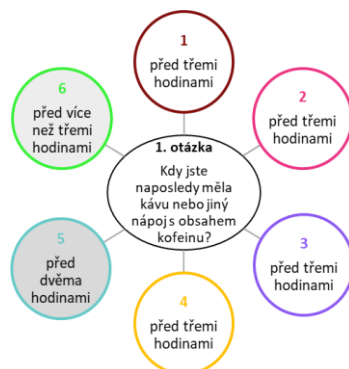 1
před třemi
hodinami
2
před třemi
hodinami
3
před třemi
hodinami
4
před třemi
hodinami
5
před
dvěma
hodinami
6
před více
než třemi
hodinami
1. otázka
Kdy jste
naposledy měla
kávu nebo jiný
nápoj s obsahem
kofeinu?